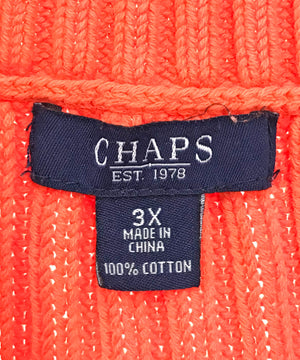 CHAPS
EST. 1978
3X
MADE IN
CHINA
100% COTTON